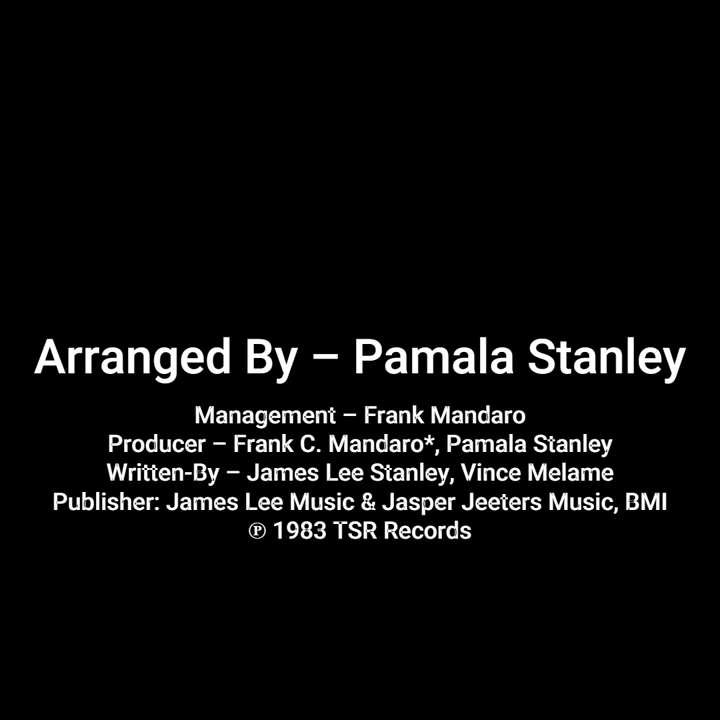 Arranged By – Pamala Stanley
Management – Frank Mandaro
Producer – Frank C. Mandaro*, Pamala Stanley
Written-By – James Lee Stanley, Vince Melame
Publisher: James Lee Music & Jasper Jeeters Music, BMI
℗ 1983 TSR Records